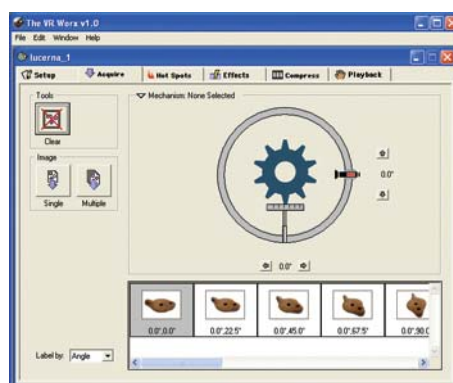 The VR Worx v1.0
File Edit Window Help
lucerna_1
Setup Acquire Hot Spots Effects Compress Playback
Tools
Clear
Image
Single Multiple
Mechanism: None Selected
0.0°
0.0°
0.0°,0.0° 0.0°,22.5° 0.0°,45.0° 0.0°,67.5° 0.0°,90.0
Label by: Angle